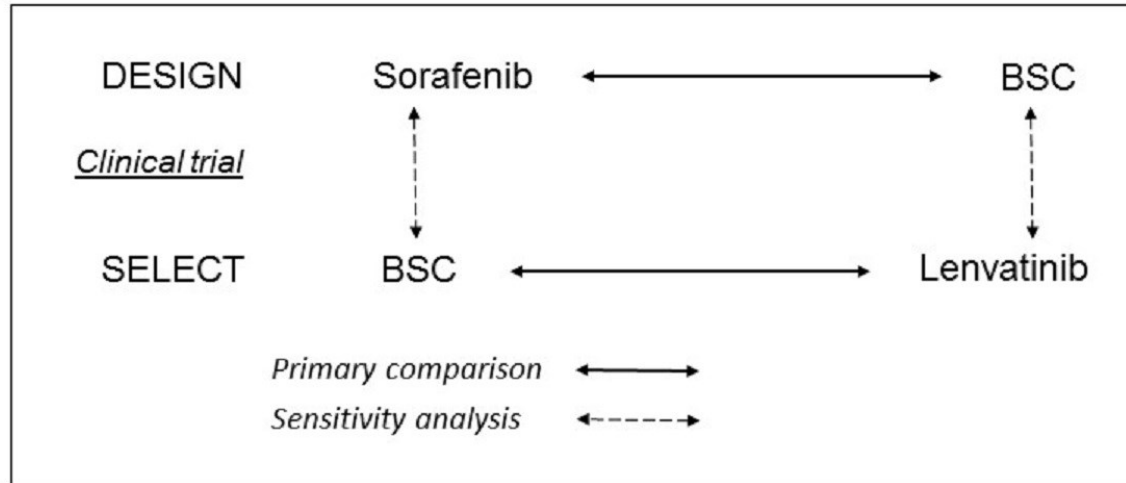 DESIGN Sorafenib BSC
Clinical trial
SELECT BSC Lenvatinib
Primary comparison
Sensitivity analysis